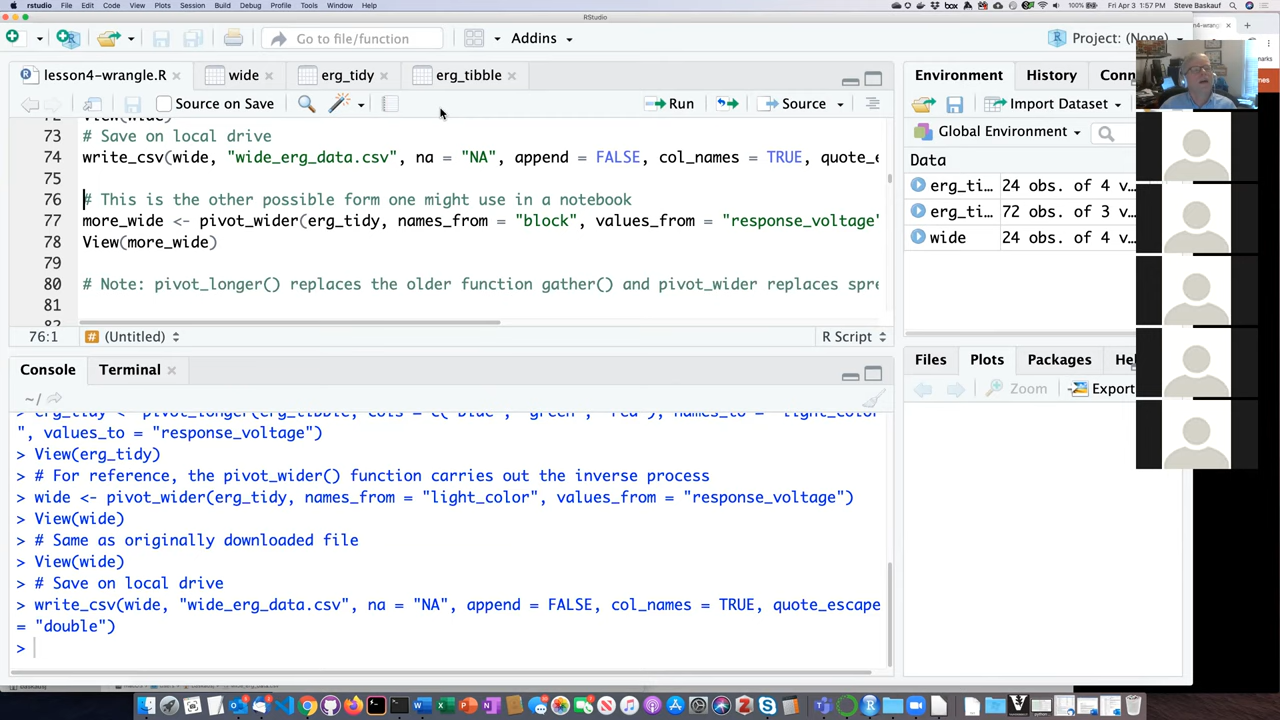 rstudio File Edit Code View Plots Session Build Debug Profile Tools Window Help box 100% Fri Apr 3 1:57 PM Steve Baskauf
RStudio
Go to file/function Addins Project: (None)
lesson4-wrangle.R wide erg_tidy erg_tibble
Source on Save Run Source
72 View(wide)
73 # Save on local drive
74 write_csv(wide, "wide_erg_data.csv", na = "NA", append = FALSE, col_names = TRUE, quote_e
75
76 # This is the other possible form one might use in a notebook
77 more_wide <- pivot_wider(erg_tidy, names_from = "block", values_from = "response_voltage"
78 View(more_wide)
79
80 # Note: pivot_longer() replaces the older function gather() and pivot_wider replaces spre
81
82
76:1 (Untitled) R Script
Console Terminal
~/
erg_tidy <- pivot_longer(erg_tibble, cols = c("blue", "green", "red"), names_to = "light_color
", values_to = "response_voltage")
> View(erg_tidy)
> # For reference, the pivot_wider() function carries out the inverse process
> wide <- pivot_wider(erg_tidy, names_from = "light_color", values_from = "response_voltage")
> View(wide)
> # Same as originally downloaded file
> View(wide)
> # Save on local drive
> write_csv(wide, "wide_erg_data.csv", na = "NA", append = FALSE, col_names = TRUE, quote_escape
= "double")
>
Environment History Conn
Import Dataset
Global Environment
Data
erg_ti… 24 obs. of 4 v…
erg_ti… 72 obs. of 3 v…
wide 24 obs. of 4 v…
Files Plots Packages He
Zoom Export